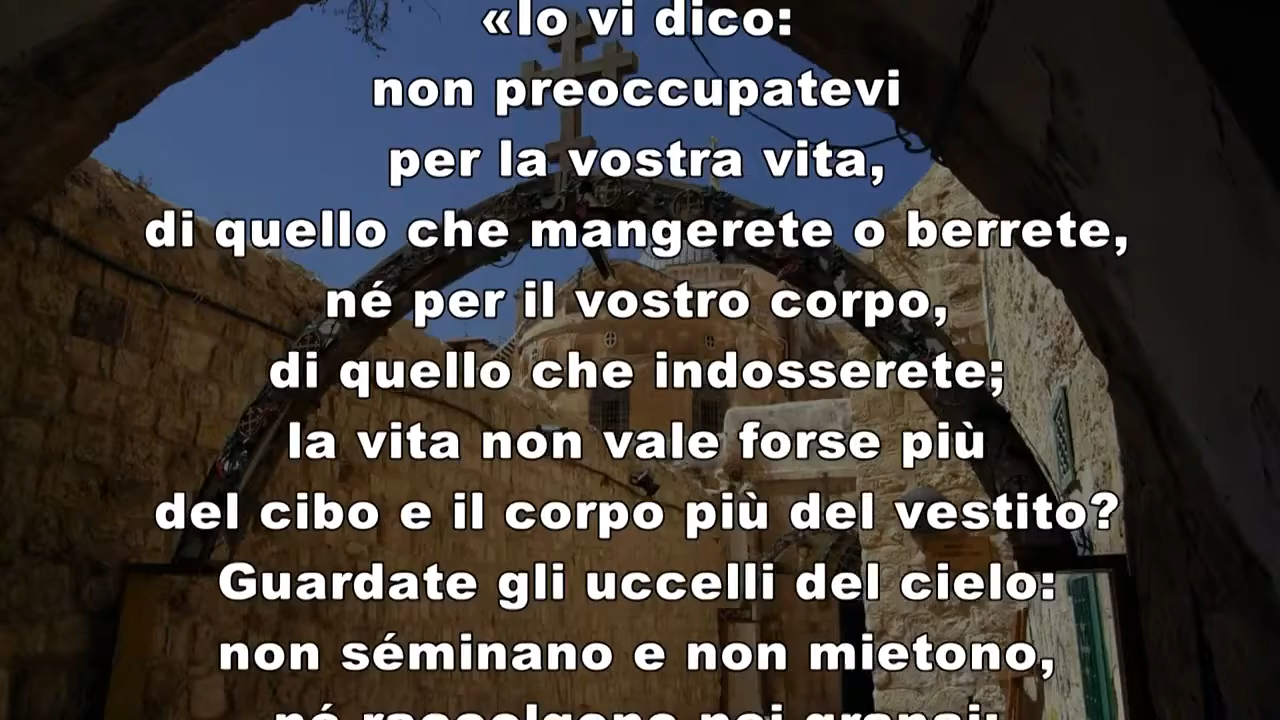 «Io vi dico:
non preoccupatevi
per la vostra vita,
di quello che mangerete o berrete,
né per il vostro corpo,
di quello che indosserete;
la vita non vale forse più
del cibo e il corpo più del vestito?
Guardate gli uccelli del cielo:
non séminano e non mietono,
né raccolgono nei granai;